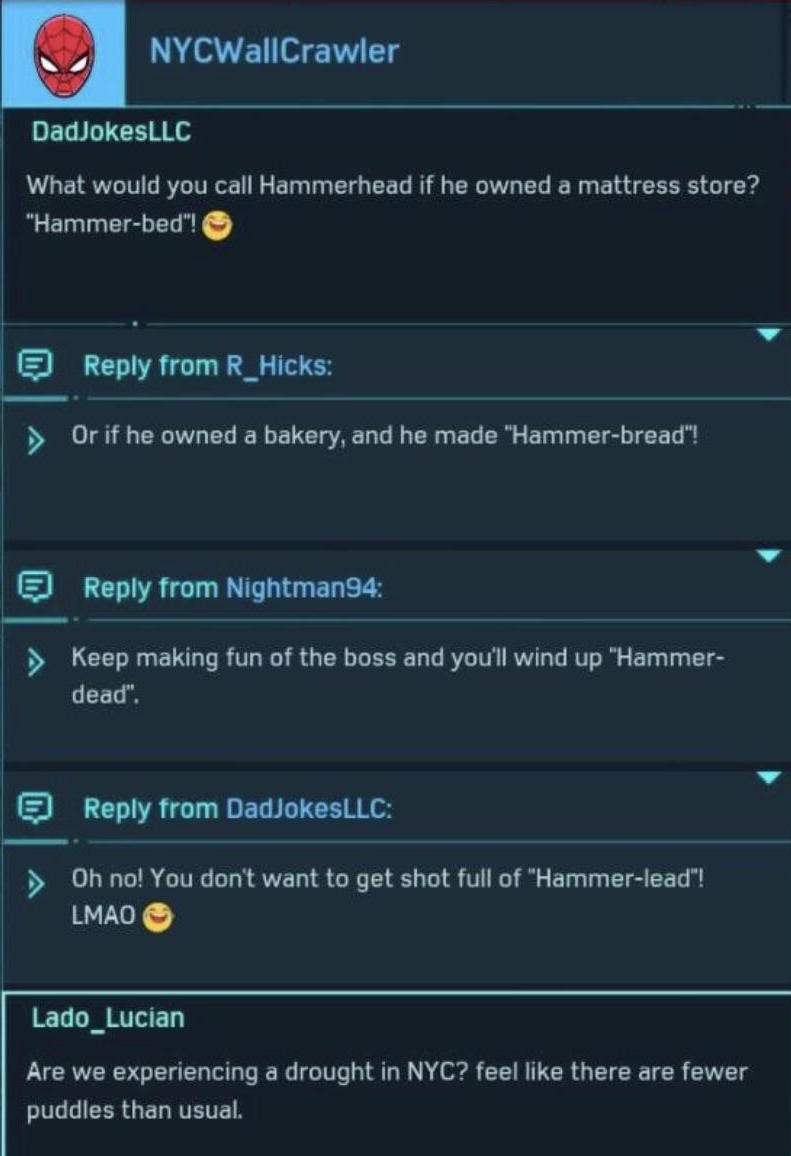 NYCWallCrawler
DadJokesLLC
What would you call Hammerhead if he owned a mattress store?
"Hammer-bed"! 😂
Reply from R_Hicks:
Or if he owned a bakery, and he made "Hammer-bread"!
Reply from Nightman94:
Keep making fun of the boss and you'll wind up "Hammer-
dead".
Reply from DadJokesLLC:
Oh no! You don't want to get shot full of "Hammer-lead"!
LMAO 😂
Lado_Lucian
Are we experiencing a drought in NYC? feel like there are fewer
puddles than usual.